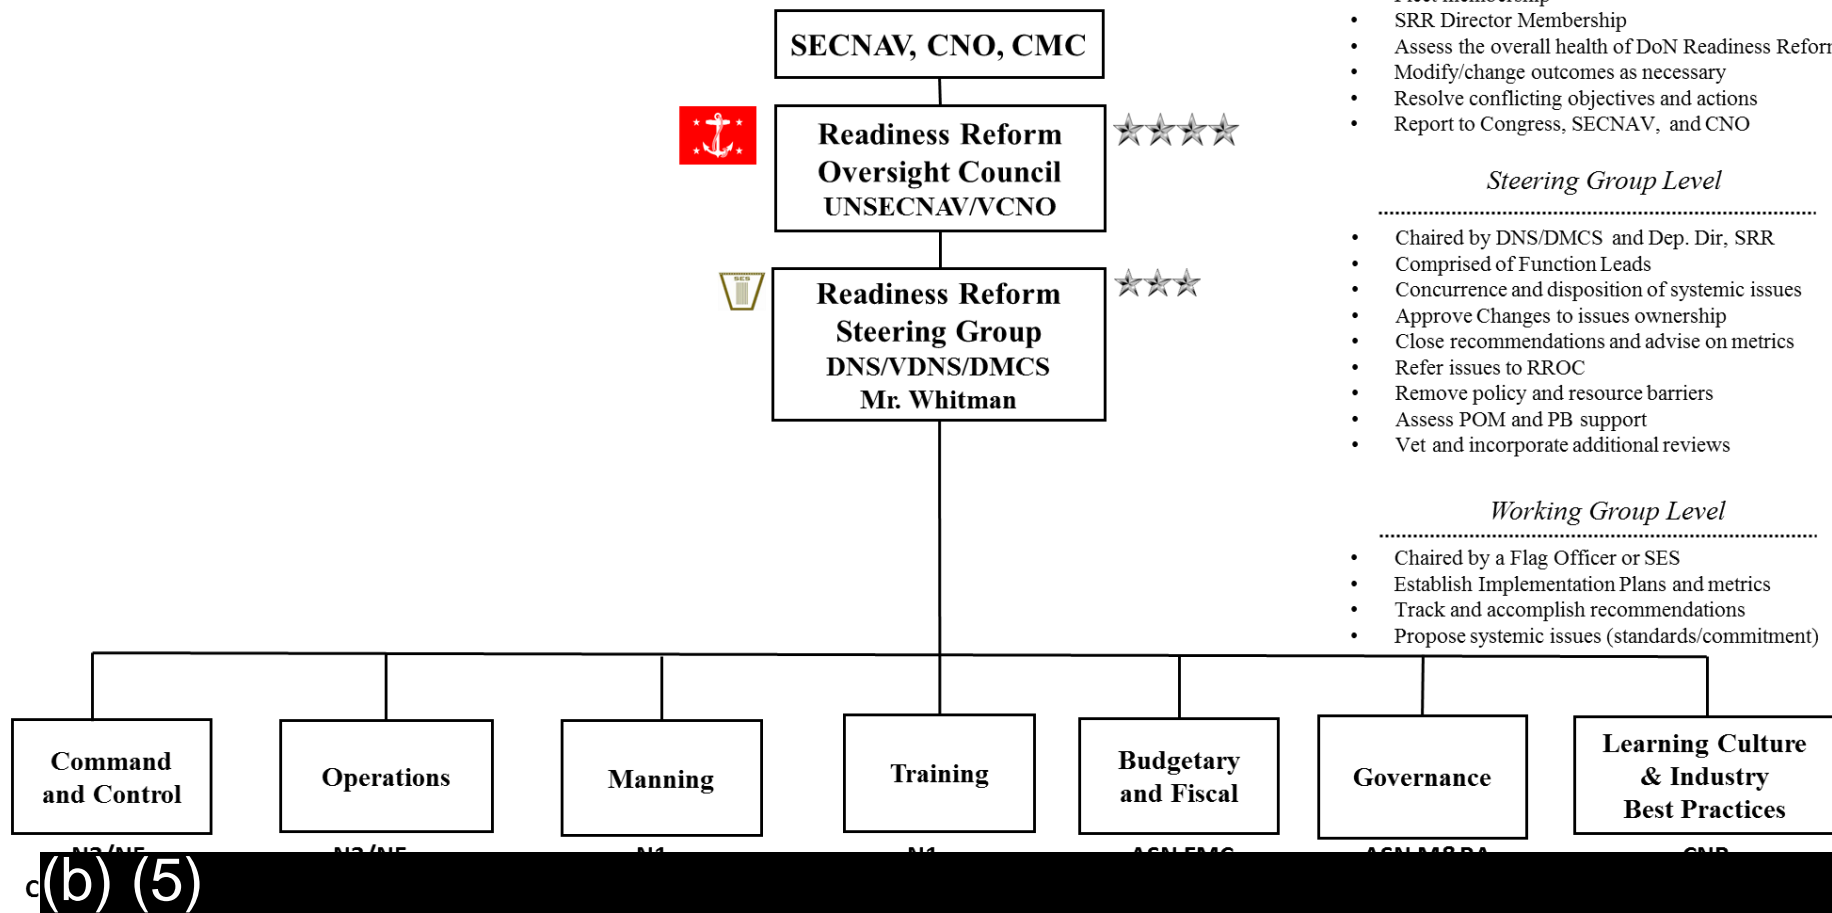 SECNAV, CNO, CMC
Readiness Reform
Oversight Council
UNSECNAV/VCNO
SES
Readiness Reform
Steering Group
DNS/VDNS/DMCS
Mr. Whitman
• SRR Director Membership
• Assess the overall health of DoN Readiness Reform
• Modify/change outcomes as necessary
• Resolve conflicting objectives and actions
• Report to Congress, SECNAV, and CNO
Steering Group Level
• Chaired by DNS/DMCS and Dep. Dir, SRR
• Comprised of Function Leads
• Concurrence and disposition of systemic issues
• Approve Changes to issues ownership
• Close recommendations and advise on metrics
• Refer issues to RROC
• Remove policy and resource barriers
• Assess POM and PB support
• Vet and incorporate additional reviews
Working Group Level
• Chaired by a Flag Officer or SES
• Establish Implementation Plans and metrics
• Track and accomplish recommendations
• Propose systemic issues (standards/commitment)
Command
and Control
Operations
Manning
Training
Budgetary
and Fiscal
Governance
Learning Culture
& Industry
Best Practices
C
(b) (5)